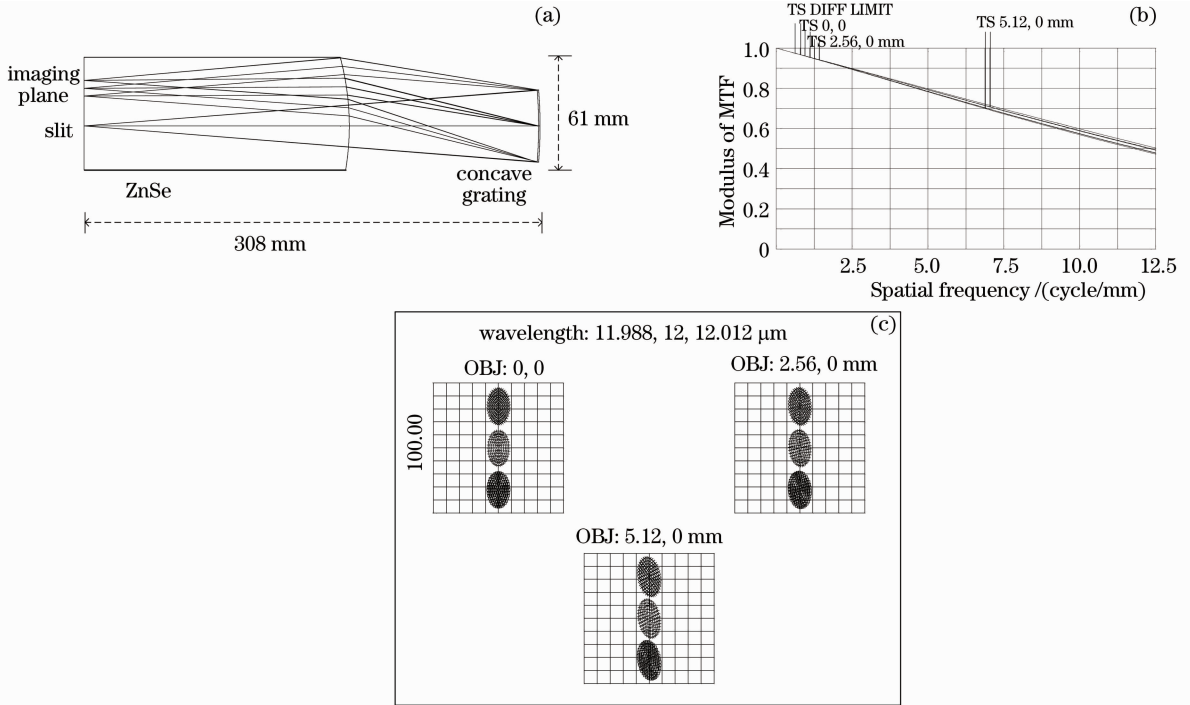 (a)
imaging
plane
slit
ZnSe
concave
grating
61 mm
308 mm
(b)
TS DIFF LIMIT
TS 0, 0
TS 2.56, 0 mm
TS 5.12, 0 mm
1.0
0.8
0.6
0.4
0.2
0
Modulus of MTF
2.5 5.0 7.5 10.0 12.5
Spatial frequency /(cycle/mm)
(c)
wavelength: 11.988, 12, 12.012 μm
OBJ: 0, 0
OBJ: 2.56, 0 mm
100.00
OBJ: 5.12, 0 mm